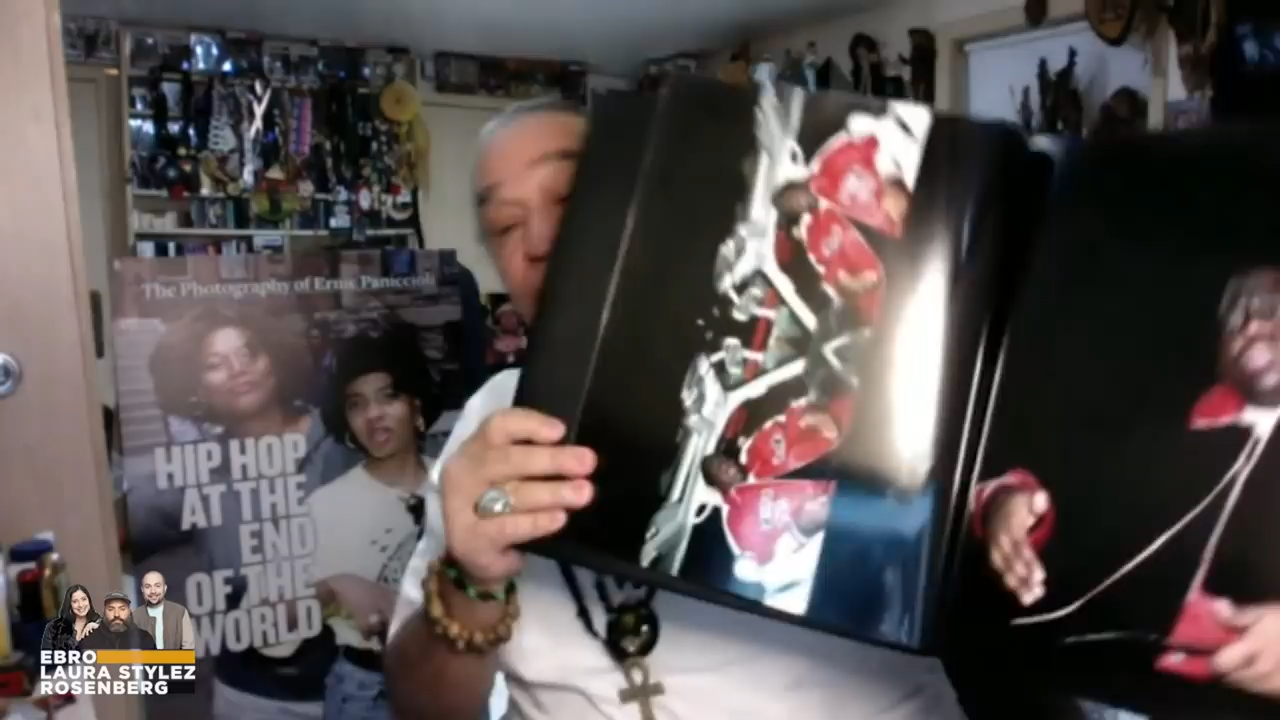 The Photography of Ernie Paniccioli
HIP HOP
AT THE
END
OF THE
WORLD
EBRO
LAURA STYLEZ
ROSENBERG